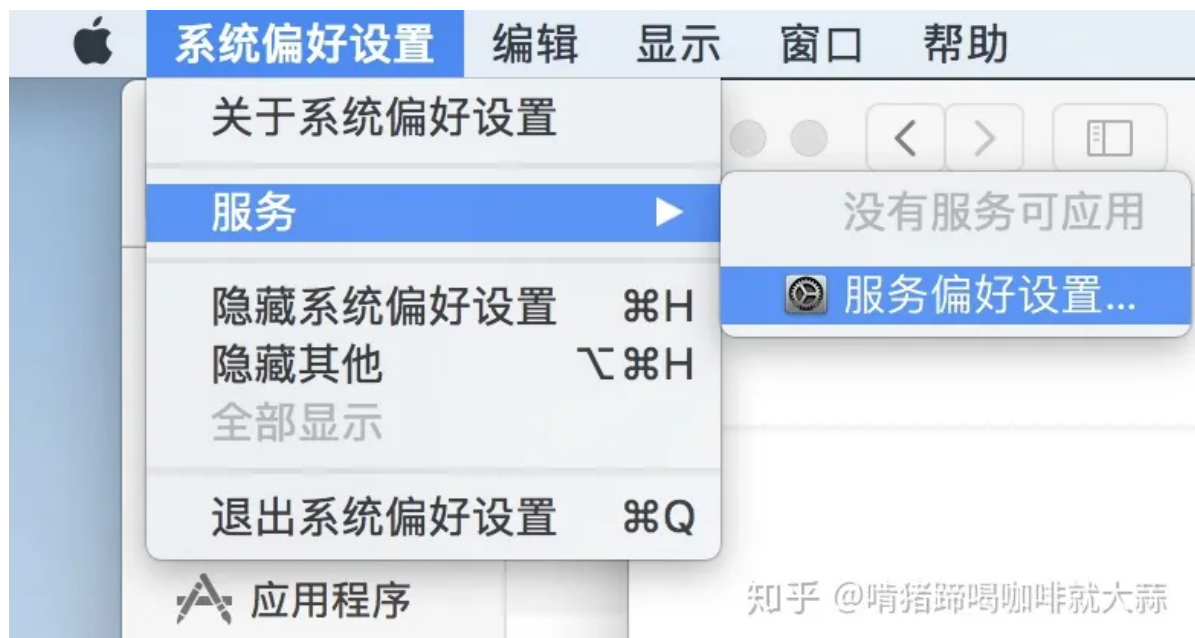 系统偏好设置 编辑 显示 窗口 帮助
关于系统偏好设置
服务
没有服务可应用
服务偏好设置...
隐藏系统偏好设置 ⌘H
隐藏其他 ⌥⌘H
全部显示
退出系统偏好设置 ⌘Q
应用程序
知乎 @啃猪蹄喝咖啡就大蒜